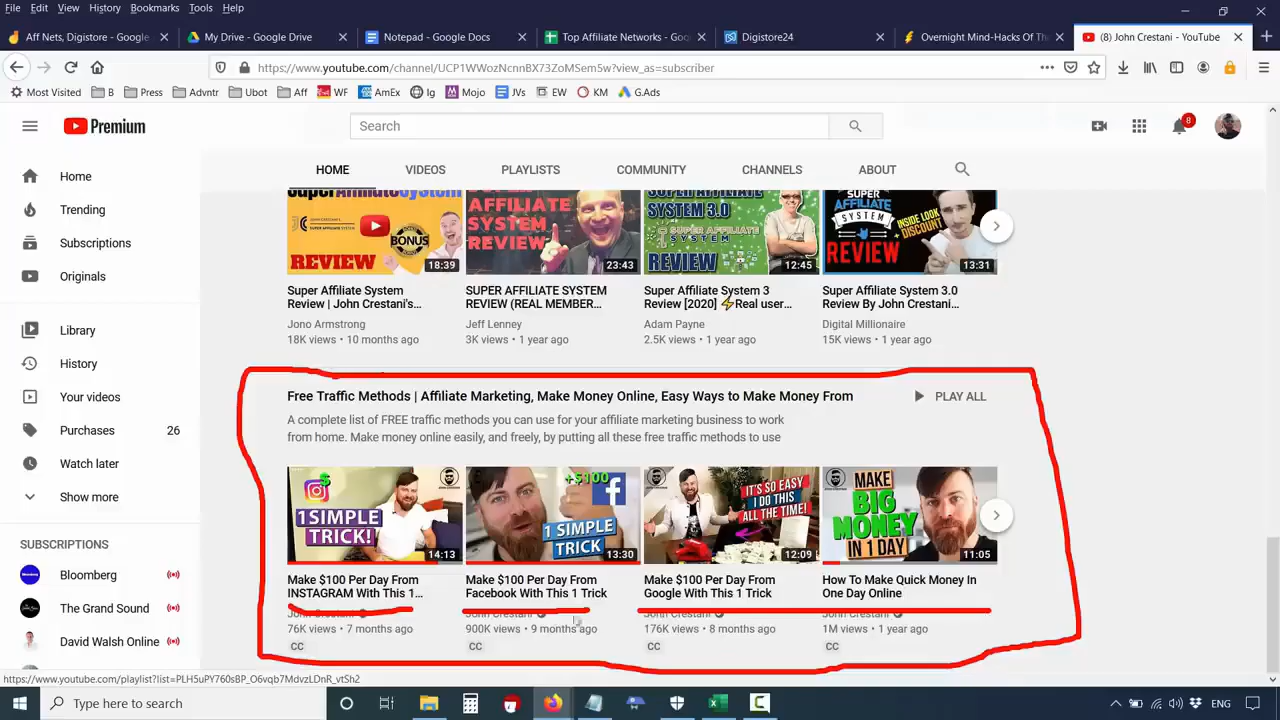 File Edit View History Bookmarks Tools Help
Aff Nets, Digistore - Google My Drive - Google Drive Notepad - Google Docs Top Affiliate Networks - Go Digistore24 Overnight Mind-Hacks Of Th (8) John Crestani - YouTube
https://www.youtube.com/channel/UCP1WWozNcnnBX73ZoMSem5w?view_as=subscriber
Most Visited B Press Advntr Ubot Aff WF AmEx Ig Mojo JVs EW KM G.Ads
Premium
Search
8
HOME VIDEOS PLAYLISTS COMMUNITY CHANNELS ABOUT
Home
Trending
Subscriptions
Originals
Library
History
Your videos
Purchases 26
Watch later
Show more
SUBSCRIPTIONS
Bloomberg
The Grand Sound
David Walsh Online
SuperAffiliateSystem
SUPER AFFILIATE SYSTEM
BONUS
REVIEW
18:39
AFFILIATE
SYSTEM
REVIEW
23:43
SUPER AFFILIATE
SYSTEM 3.0
REVIEW
12:45
SUPER
AFFILIATE
SYSTEM
REVIEW
INSIDE LOOK
+ DISCOUNT
13:31
Super Affiliate System
Review | John Crestani's...
Jono Armstrong
18K views • 10 months ago
SUPER AFFILIATE SYSTEM
REVIEW (REAL MEMBER...
Jeff Lenney
3K views • 1 year ago
Super Affiliate System 3
Review [2020] ⚡Real user...
Adam Payne
2.5K views • 1 year ago
Super Affiliate System 3.0
Review By John Crestani...
Digital Millionaire
15K views • 1 year ago
Free Traffic Methods | Affiliate Marketing, Make Money Online, Easy Ways to Make Money From
PLAY ALL
A complete list of FREE traffic methods you can use for your affiliate marketing business to work
from home. Make money online easily, and freely, by putting all these free traffic methods to use
$
1 SIMPLE
TRICK!
14:13
+$100
1 SIMPLE
TRICK
13:30
IT'S SO EASY
I DO THIS
ALL THE TIME!
12:09
MAKE
BIG
MONEY
IN 1 DAY
11:05
Make $100 Per Day From
INSTAGRAM With This 1...
John Crestani
76K views • 7 months ago
CC
Make $100 Per Day From
Facebook With This 1 Trick
John Crestani
900K views • 9 months ago
CC
Make $100 Per Day From
Google With This 1 Trick
John Crestani
176K views • 8 months ago
CC
How To Make Quick Money In
One Day Online
John Crestani
1M views • 1 year ago
CC
https://www.youtube.com/playlist?list=PLH5uPY760sBP_O6vqb7MdvzLDnR_vtSh2
Type here to search
ENG